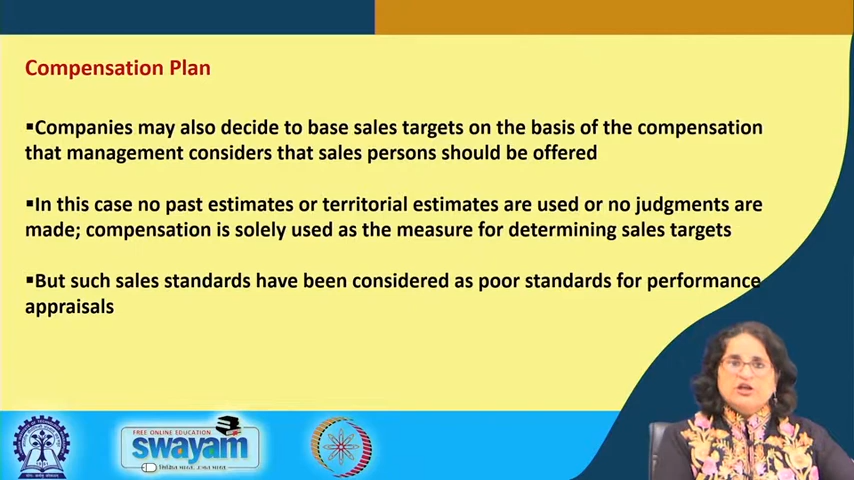 Compensation Plan
▪Companies may also decide to base sales targets on the basis of the compensation
that management considers that sales persons should be offered
▪In this case no past estimates or territorial estimates are used or no judgments are
made; compensation is solely used as the measure for determining sales targets
▪But such sales standards have been considered as poor standards for performance
appraisals
FREE ONLINE EDUCATION
swayam